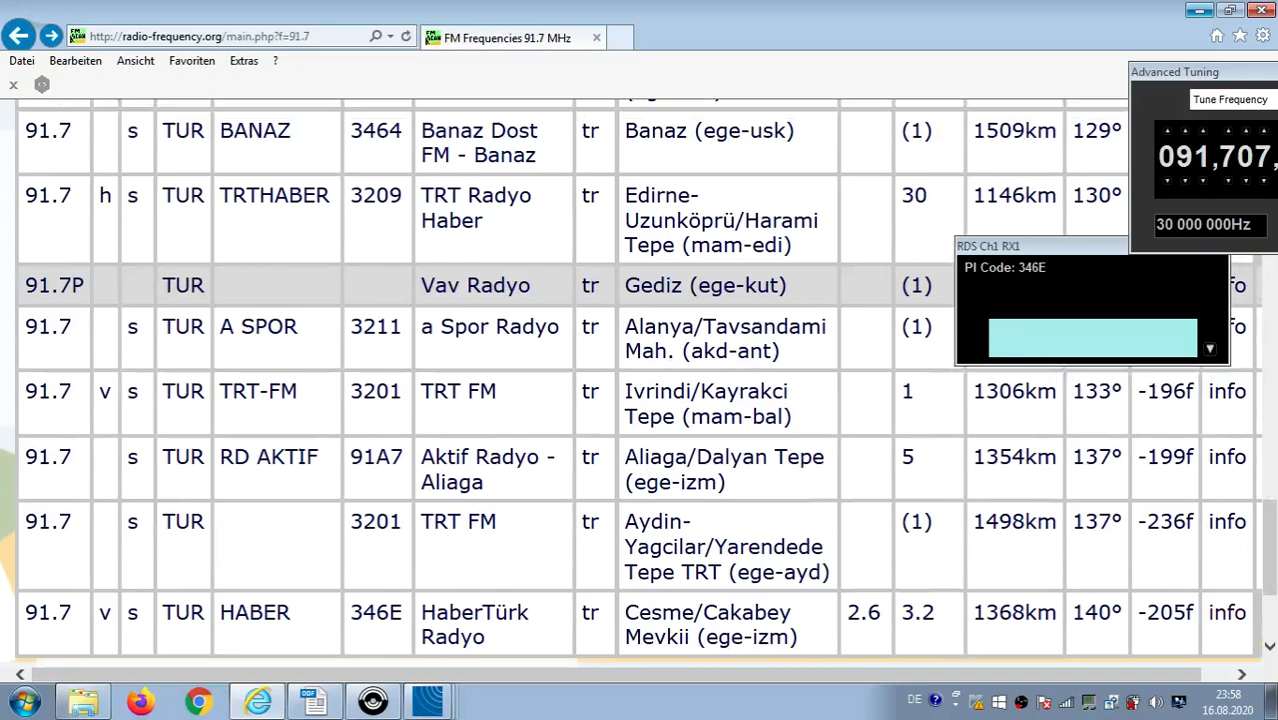 http://radio-frequency.org/main.php?f=91.7
FM Frequencies 91.7 MHz
Datei Bearbeiten Ansicht Favoriten Extras ?
Advanced Tuning
Tune Frequency
091,707,
30 000 000Hz
RDS Ch1 RX1
PI Code: 346E
91.7 s TUR BANAZ 3464 Banaz Dost tr Banaz (ege-usk) (1) 1509km 129°
FM - Banaz
91.7 h s TUR TRTHABER 3209 TRT Radyo tr Edirne- 30 1146km 130°
Haber Uzunköprü/Harami
Tepe (mam-edi)
91.7P TUR Vav Radyo tr Gediz (ege-kut) (1) nfo
91.7 s TUR A SPOR 3211 a Spor Radyo tr Alanya/Tavsandami (1) nfo
Mah. (akd-ant)
91.7 v s TUR TRT-FM 3201 TRT FM tr Ivrindi/Kayrakci 1 1306km 133° -196f info
Tepe (mam-bal)
91.7 s TUR RD AKTIF 91A7 Aktif Radyo - tr Aliaga/Dalyan Tepe 5 1354km 137° -199f info
Aliaga (ege-izm)
91.7 s TUR 3201 TRT FM tr Aydin- (1) 1498km 137° -236f info
Yagcilar/Yarendede
Tepe TRT (ege-ayd)
91.7 v s TUR HABER 346E HaberTürk tr Cesme/Cakabey 2.6 3.2 1368km 140° -205f info
Radyo Mevkii (ege-izm)
DE
23:58
16.08.2020